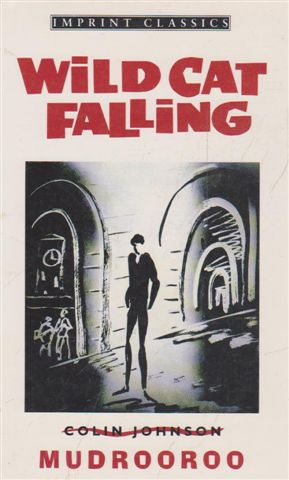 IMPRINT CLASSICS
WiLD CAT
FALLiNG
COLIN JOHNSON
MUDROOROO